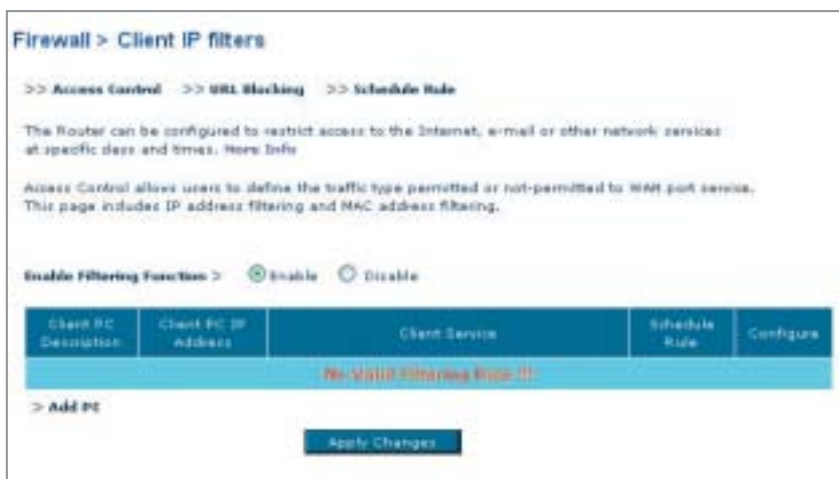 Firewall > Client IP filters
>> Access Control >> URL Blocking >> Schedule Rule
The Router can be configured to restrict access to the Internet, e-mail or other network services
at specific days and times. More Info
Access Control allows users to define the traffic type permitted or not-permitted to WAN port service.
This page includes IP address filtering and MAC address filtering.
Enable Filtering Function > Enable Disable
Client PC Description Client PC IP Address Client Service Schedule Rule Configure
No Valid Filtering Rule !!!
> Add PC
Apply Changes